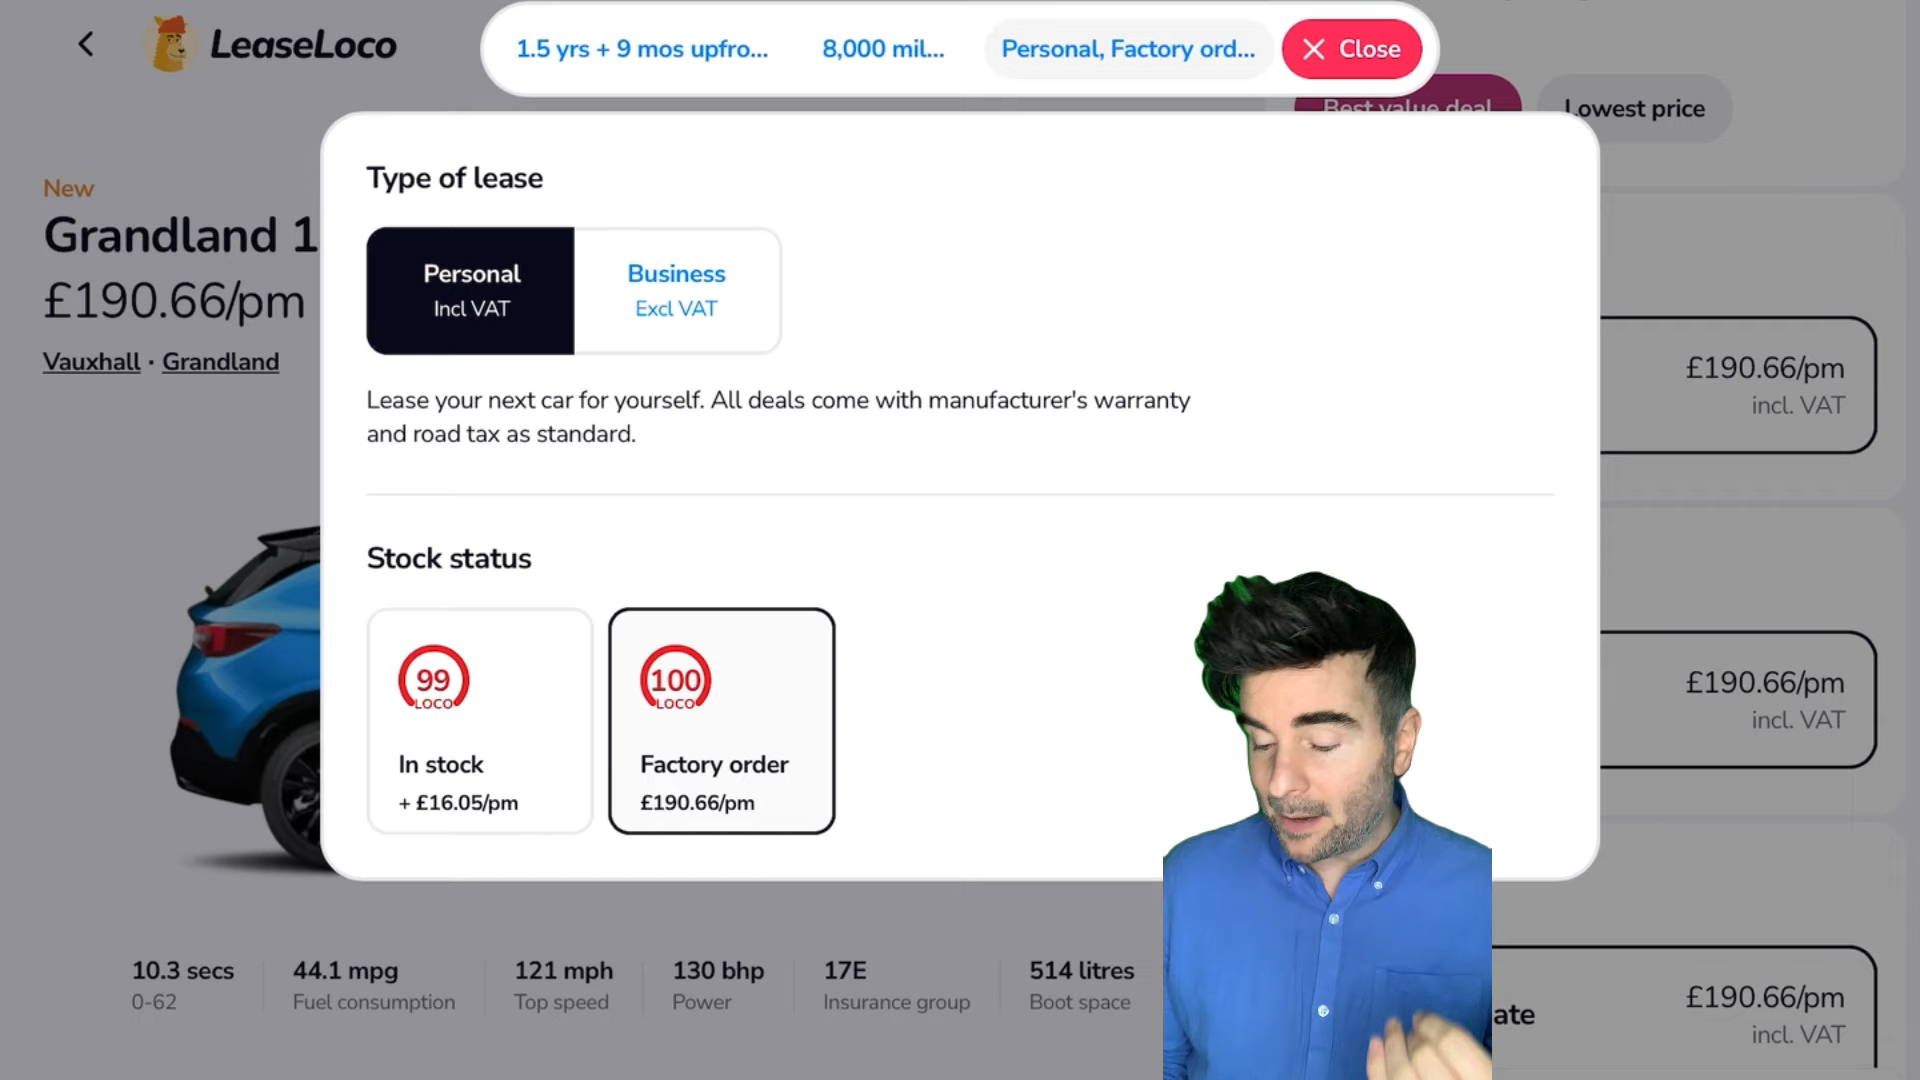 LeaseLoco
1.5 yrs + 9 mos upfro...
8,000 mil...
Personal, Factory ord...
Close
Best value deal
Lowest price
New
Grandland 1
£190.66/pm
Vauxhall · Grandland
Type of lease
Personal
Incl VAT
Business
Excl VAT
Lease your next car for yourself. All deals come with manufacturer's warranty
and road tax as standard.
Stock status
99
LOCO
In stock
+ £16.05/pm
100
LOCO
Factory order
£190.66/pm
£190.66/pm
incl. VAT
£190.66/pm
incl. VAT
ate
£190.66/pm
incl. VAT
10.3 secs
0-62
44.1 mpg
Fuel consumption
121 mph
Top speed
130 bhp
Power
17E
Insurance group
514 litres
Boot space